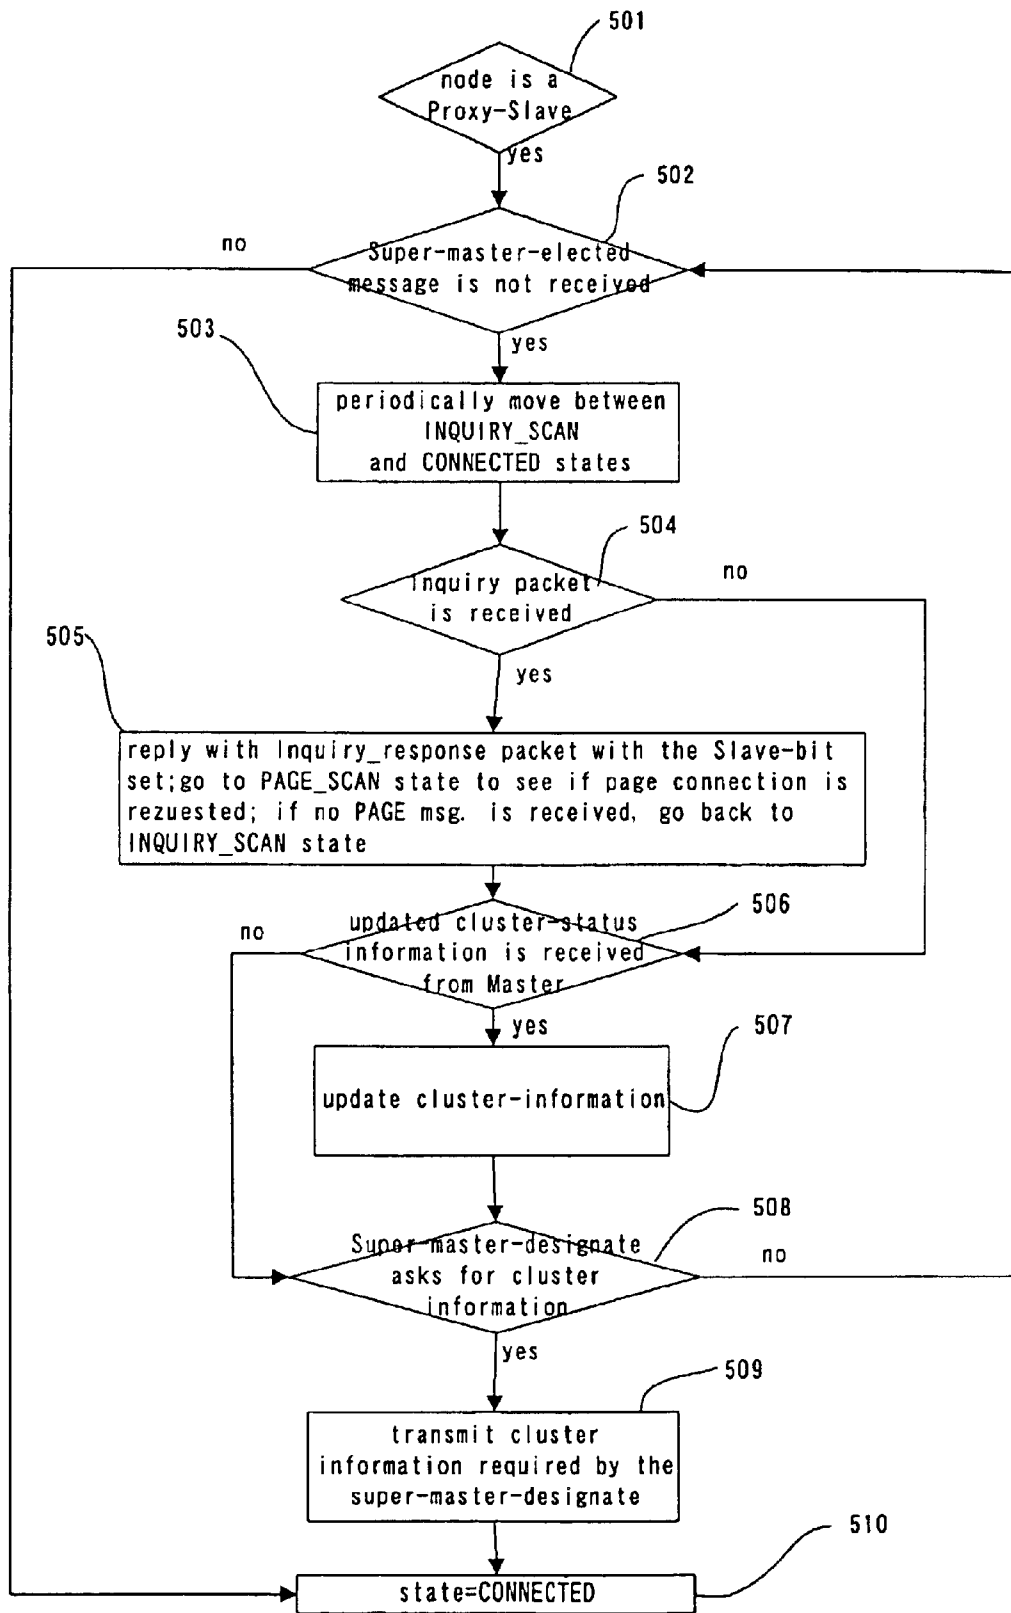 501
node is a
Proxy-Slave
yes
502
no
Super-master-elected
message is not received
503
yes
periodically move between
INQUIRY_SCAN
and CONNECTED states
504
no
Inquiry packet
is received
505
yes
reply with Inquiry_response packet with the Slave-bit
set;go to PAGE_SCAN state to see if page connection is
rezuested; if no PAGE msg. is received, go back to
INQUIRY_SCAN state
506
no
updated cluster-status
information is received
from Master
yes
507
update cluster-information
508
Super-master-designate
asks for cluster
information
no
yes
509
transmit cluster
information required by the
super-master-designate
510
state=CONNECTED